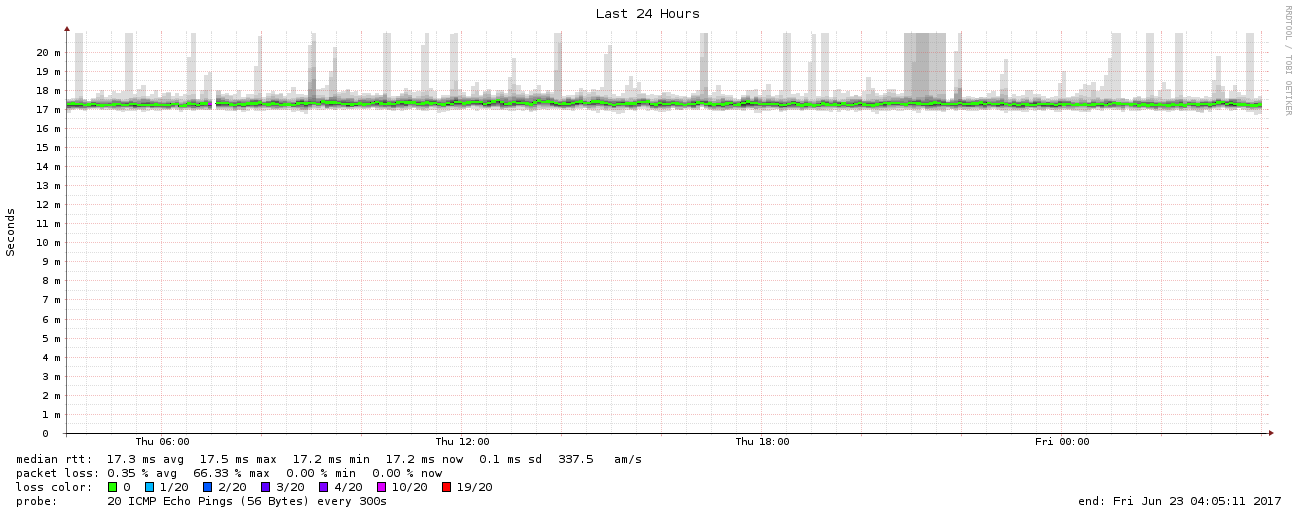 Last 24 Hours
RRDTOOL / TOBI OETIKER
Seconds
20 m
19 m
18 m
17 m
16 m
15 m
14 m
13 m
12 m
11 m
10 m
9 m
8 m
7 m
6 m
5 m
4 m
3 m
2 m
1 m
0
Thu 06:00 Thu 12:00 Thu 18:00 Fri 00:00
median rtt: 17.3 ms avg 17.5 ms max 17.2 ms min 17.2 ms now 0.1 ms sd 337.5 am/s
packet loss: 0.35 % avg 66.33 % max 0.00 % min 0.00 % now
loss color: 0 1/20 2/20 3/20 4/20 10/20 19/20
probe: 20 ICMP Echo Pings (56 Bytes) every 300s end: Fri Jun 23 04:05:11 2017